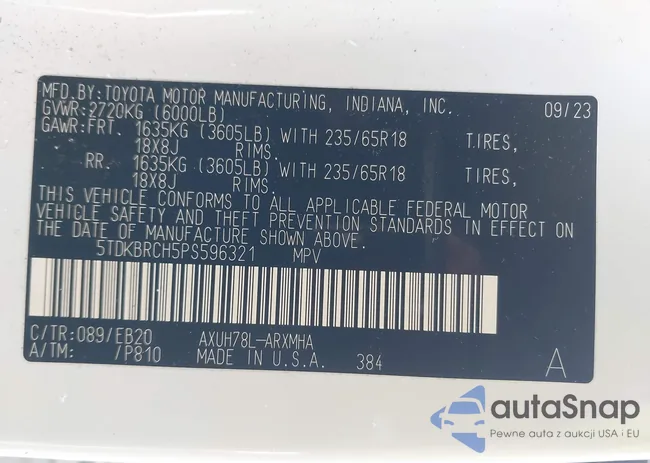 MFD.BY:TOYOTA MOTOR MANUFACTURING, INDIANA, INC. 09/23
GVWR:2720KG (6000LB)
GAWR:FRT. 1635KG (3605LB) WITH 235/65R18 TIRES,
18X8J RIMS.
RR. 1635KG (3605LB) WITH 235/65R18 TIRES,
18X8J RIMS.
THIS VEHICLE CONFORMS TO ALL APPLICABLE FEDERAL MOTOR
VEHICLE SAFETY AND THEFT PREVENTION STANDARDS IN EFFECT ON
THE DATE OF MANUFACTURE SHOWN ABOVE.
5TDKBRCH5PS596321 MPV
C/TR:089/EB20 AXUH78L-ARXMHA
A/TM: /P810 MADE IN U.S.A. 384 A
autaSnap
Pewne auta z aukcji USA i EU